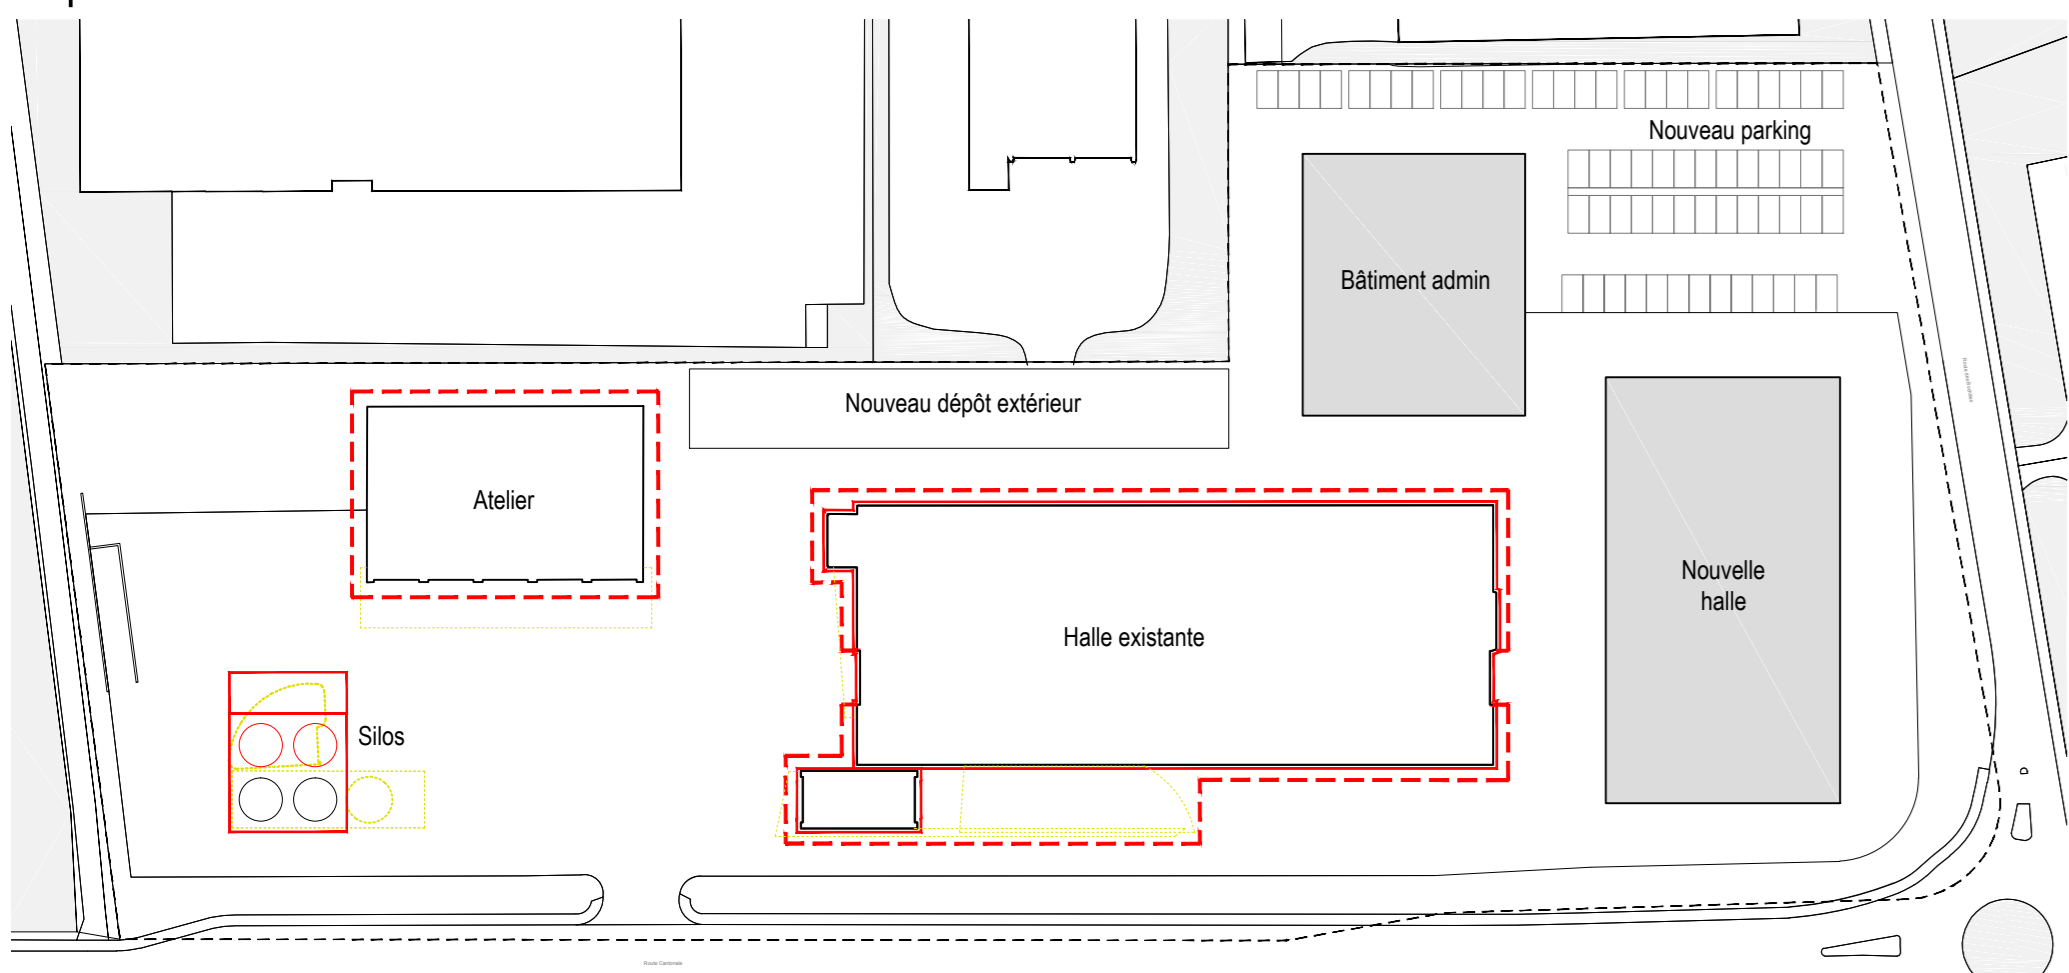 Nouveau parking
Bâtiment admin
Nouveau dépôt extérieur
Atelier
Nouvelle
halle
Halle existante
Silos
Route Cantonale